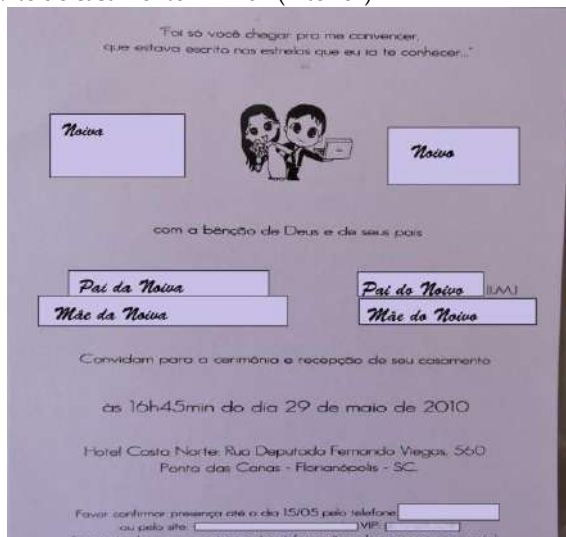 "Foi só você chegar pra me convencer,
que estava escrito nas estrelas que eu ia te conhecer..."
Noiva
Noivo
com a bênção de Deus e de seus pais
Pai da Noiva
Pai do Noivo (I.M.)
Mãe da Noiva
Mãe do Noivo
Convidam para a cerimônia e recepção de seu casamento
às 16h45min do dia 29 de maio de 2010
Hotel Costa Norte: Rua Deputado Fernando Viegas, 560
Ponta das Canas - Florianópolis - SC.
Favor confirmar presença até o dia 15/05 pelo telefone
ou pelo site: VIP: